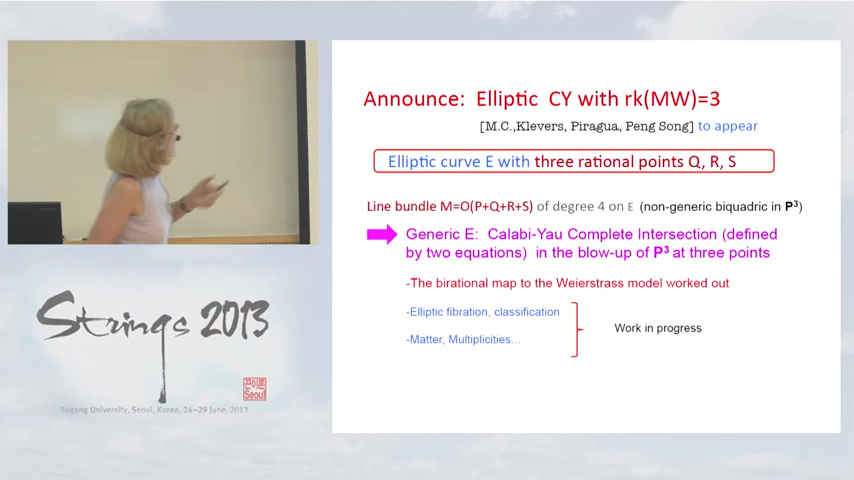 Announce: Elliptic CY with rk(MW)=3
[M.C.,Klevers, Piragua, Peng Song] to appear
Elliptic curve E with three rational points Q, R, S
Line bundle M=O(P+Q+R+S) of degree 4 on E (non-generic biquadric in P³)
Generic E: Calabi-Yau Complete Intersection (defined
by two equations) in the blow-up of P³ at three points
-The birational map to the Weierstrass model worked out
-Elliptic fibration, classification
-Matter, Multiplicities...
Work in progress
Strings 2013
Seoul
Sogang University, Seoul, Korea, 24-29 June, 2013